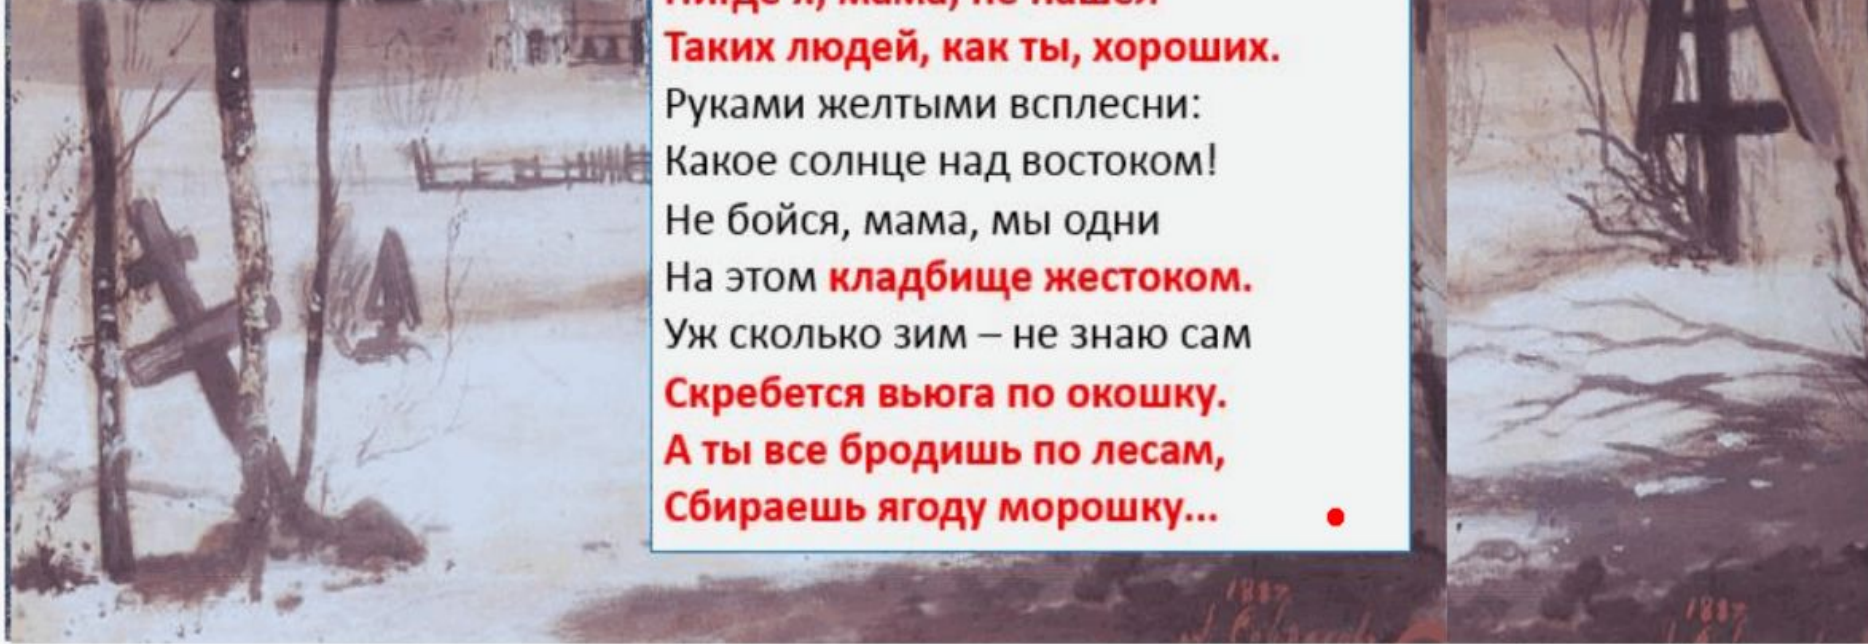 Таких людей, как ты, хороших.
Руками желтыми всплесни:
Какое солнце над востоком!
Не бойся, мама, мы одни
На этом кладбище жестоком.
Уж сколько зим – не знаю сам
Скребется вьюга по окошку.
А ты все бродишь по лесам,
Сбираешь ягоду морошку...
1887
1887